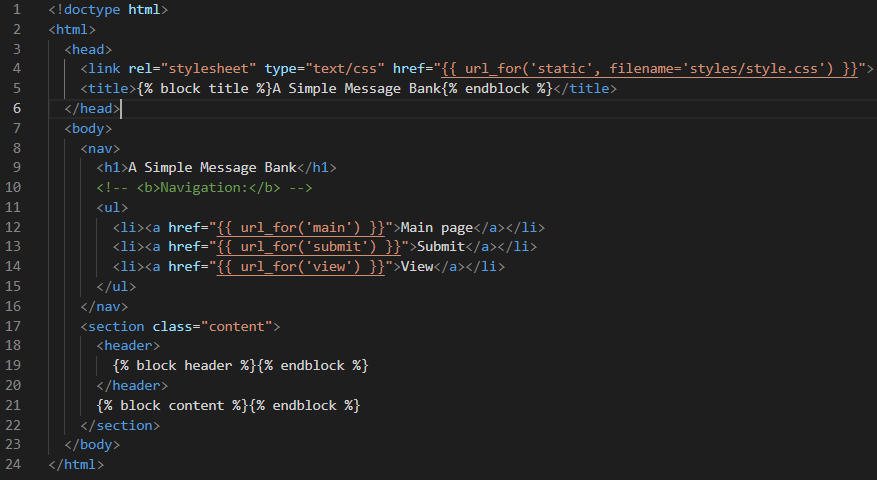 1 <!doctype html>
2 <html>
3 <head>
4 <link rel="stylesheet" type="text/css" href="{{ url_for('static', filename='styles/style.css') }}">
5 <title>{% block title %}A Simple Message Bank{% endblock %}</title>
6 </head>
7 <body>
8 <nav>
9 <h1>A Simple Message Bank</h1>
10 <!-- <b>Navigation:</b> -->
11 <ul>
12 <li><a href="{{ url_for('main') }}">Main page</a></li>
13 <li><a href="{{ url_for('submit') }}">Submit</a></li>
14 <li><a href="{{ url_for('view') }}">View</a></li>
15 </ul>
16 </nav>
17 <section class="content">
18 <header>
19 {% block header %}{% endblock %}
20 </header>
21 {% block content %}{% endblock %}
22 </section>
23 </body>
24 </html>